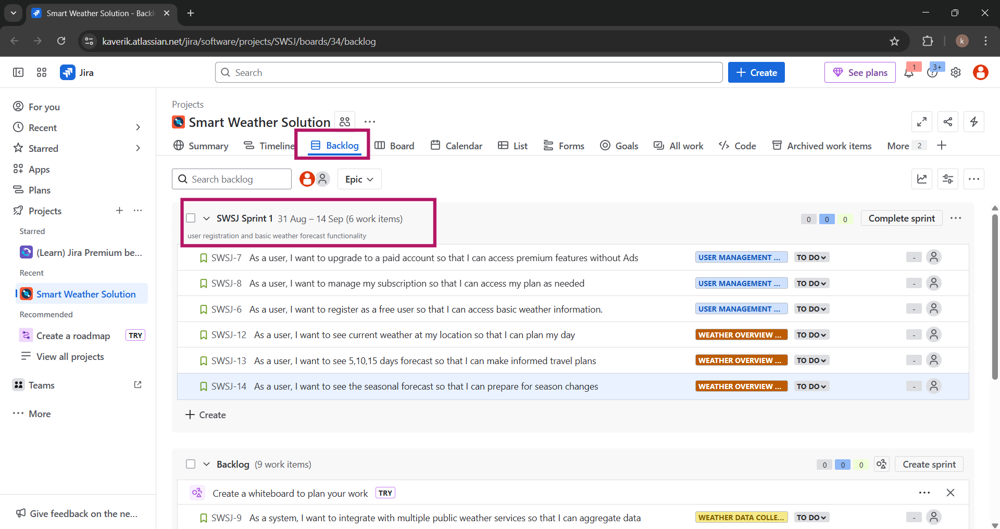 Smart Weather Solution - Backl
kaverik.atlassian.net/jira/software/projects/SWSJ/boards/34/backlog
k
Jira
Search
Create
See plans
1
3+
For you
Recent
Starred
Apps
Plans
Projects
Starred
(Learn) Jira Premium be...
Recent
Smart Weather Solution
Recommended
Create a roadmap TRY
View all projects
Teams
More
Give feedback on the ne...
Projects
Smart Weather Solution
Summary Timeline Backlog Board Calendar List Forms Goals All work Code Archived work items More 2
Search backlog
Epic
SWSJ Sprint 1 31 Aug – 14 Sep (6 work items)
0 0 0 Complete sprint
user registration and basic weather forecast functionality
SWSJ-7 As a user, I want to upgrade to a paid account so that I can access premium features without Ads USER MANAGEMENT ... TO DO -
SWSJ-8 As a user, I want to manage my subscription so that I can access my plan as needed USER MANAGEMENT ... TO DO -
SWSJ-6 As a user, I want to register as a free user so that I can access basic weather information. USER MANAGEMENT ... TO DO -
SWSJ-12 As a user, I want to see current weather at my location so that I can plan my day WEATHER OVERVIEW ... TO DO -
SWSJ-13 As a user, I want to see 5,10,15 days forecast so that I can make informed travel plans WEATHER OVERVIEW ... TO DO -
SWSJ-14 As a user, I want to see the seasonal forecast so that I can prepare for season changes WEATHER OVERVIEW ... TO DO -
Create
Backlog (9 work items)
0 0 0 Create sprint
Create a whiteboard to plan your work TRY
SWSJ-9 As a system, I want to integrate with multiple public weather services so that I can aggregate data WEATHER DATA COLLE... TO DO -